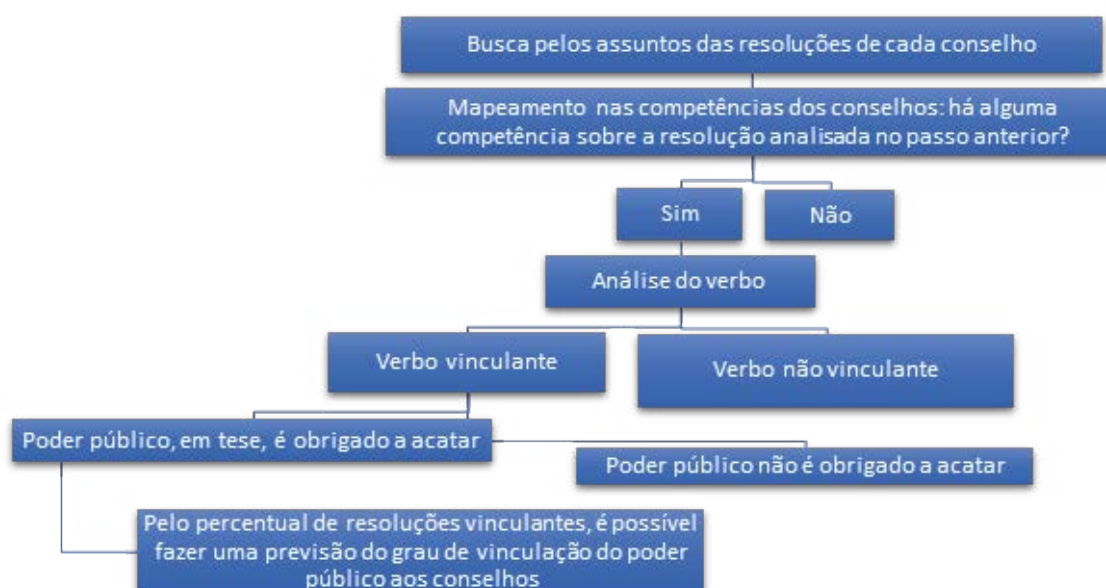 Busca pelos assuntos das resoluções de cada conselho
Mapeamento nas competências dos conselhos: há alguma
competência sobre a resolução analisada no passo anterior?
Sim
Não
Análise do verbo
Verbo vinculante
Verbo não vinculante
Poder público, em tese, é obrigado a acatar
Poder público não é obrigado a acatar
Pelo percentual de resoluções vinculantes, é possível
fazer uma previsão do grau de vinculação do poder
público aos conselhos